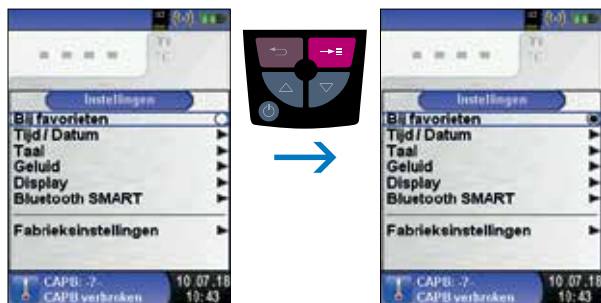 T1
°C
Instellingen
Bij favorieten
Tijd / Datum
Taal
Geluid
Display
Bluetooth SMART
Fabrieksinstellingen
CAPB: -?-
CAPB verbroken
10.07.18
10:43
°C
Instellingen
Bij favorieten
Tijd / Datum
Taal
Geluid
Display
Bluetooth SMART
Fabrieksinstellingen
CAPB: -?-
CAPB verbroken
10.07.18
10:43